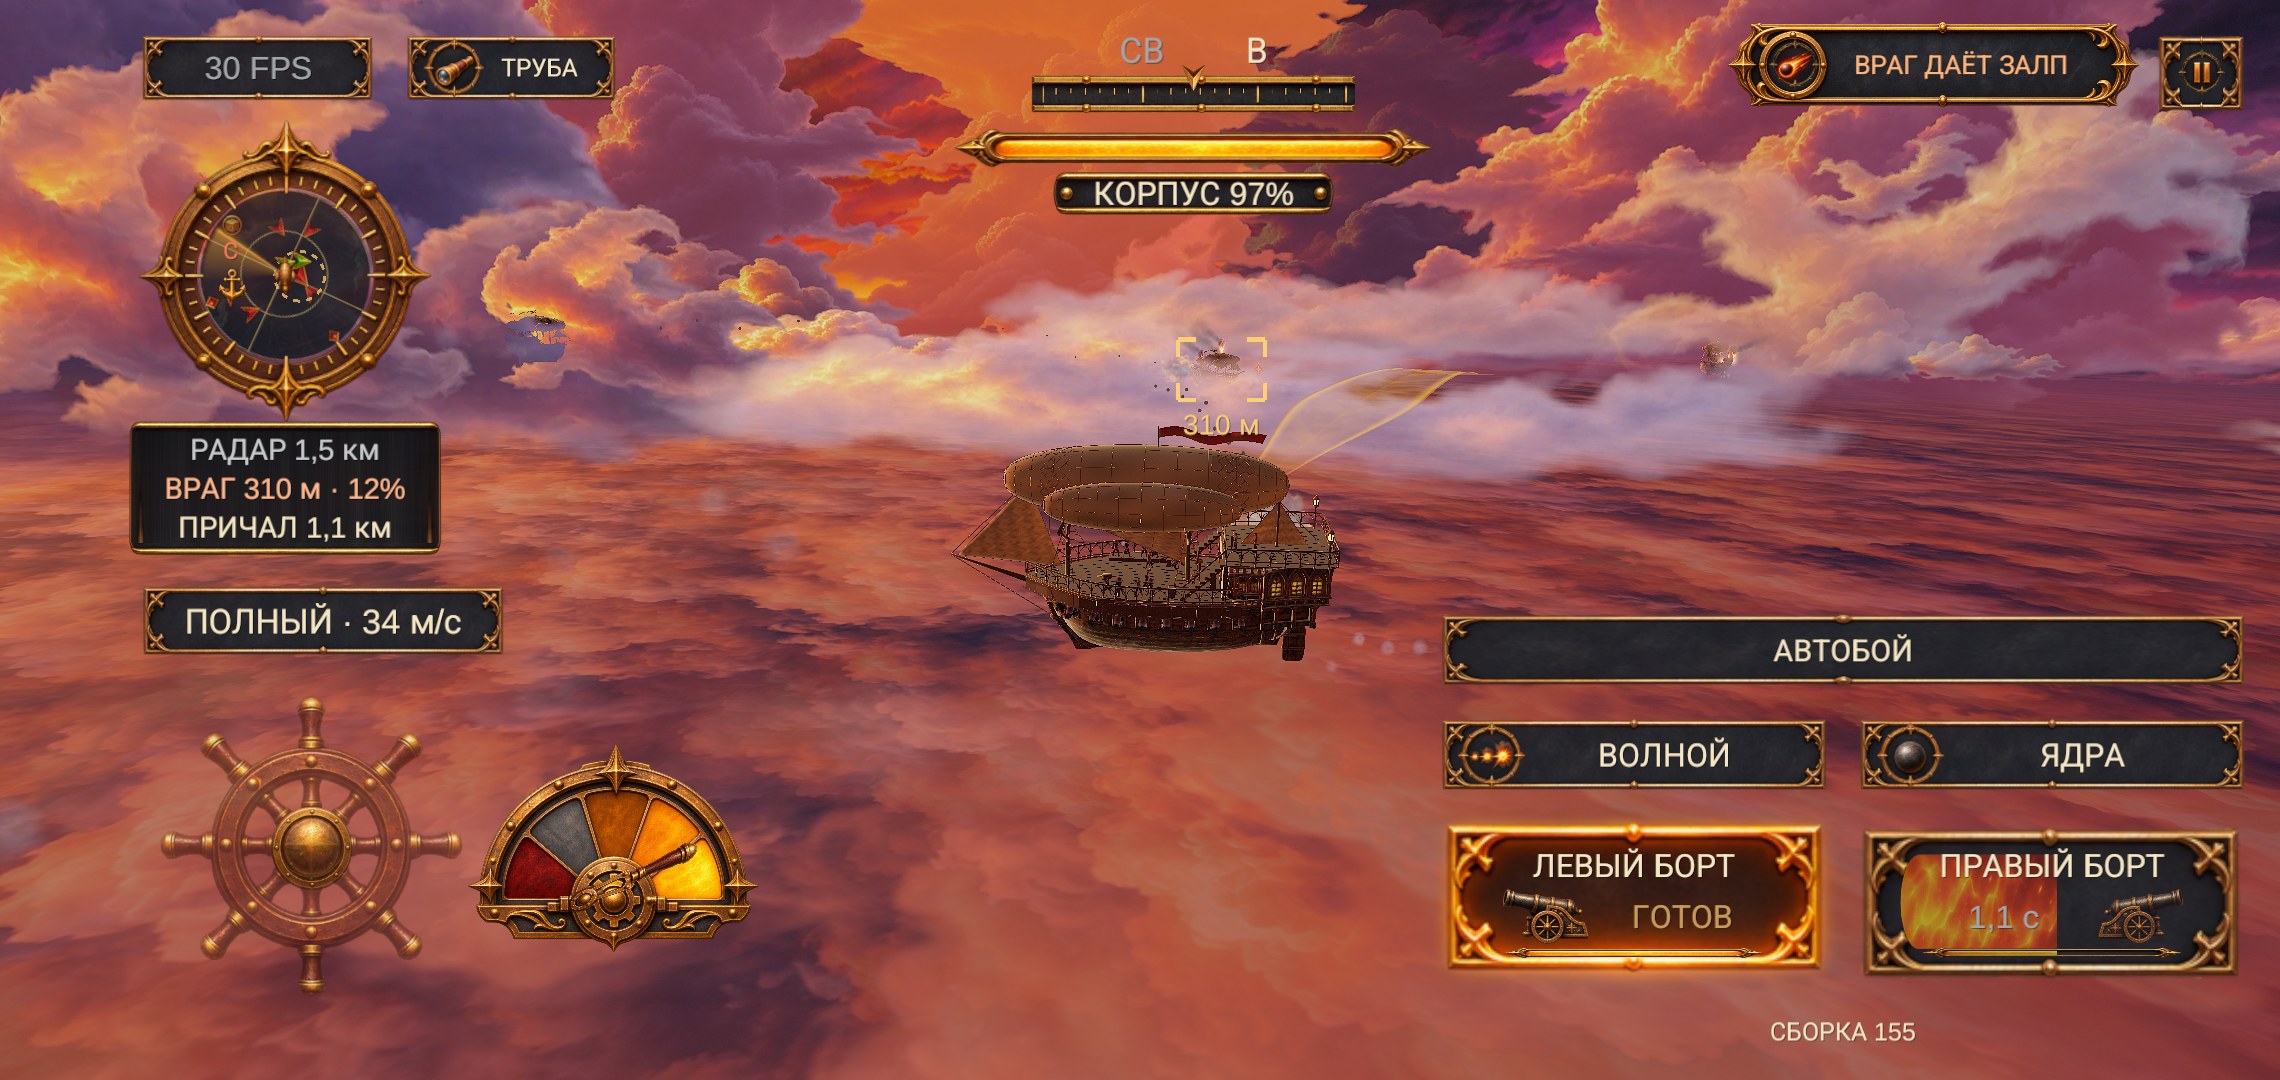 30 FPS
ТРУБА
СВ
В
ВРАГ ДАЁТ ЗАЛП
КОРПУС 97%
С
310 м
РАДАР 1,5 км
ВРАГ 310 м · 12%
ПРИЧАЛ 1,1 км
ПОЛНЫЙ · 34 м/с
АВТОБОЙ
ВОЛНОЙ
ЯДРА
ЛЕВЫЙ БОРТ
ГОТОВ
ПРАВЫЙ БОРТ
1,1 с
СБОРКА 155